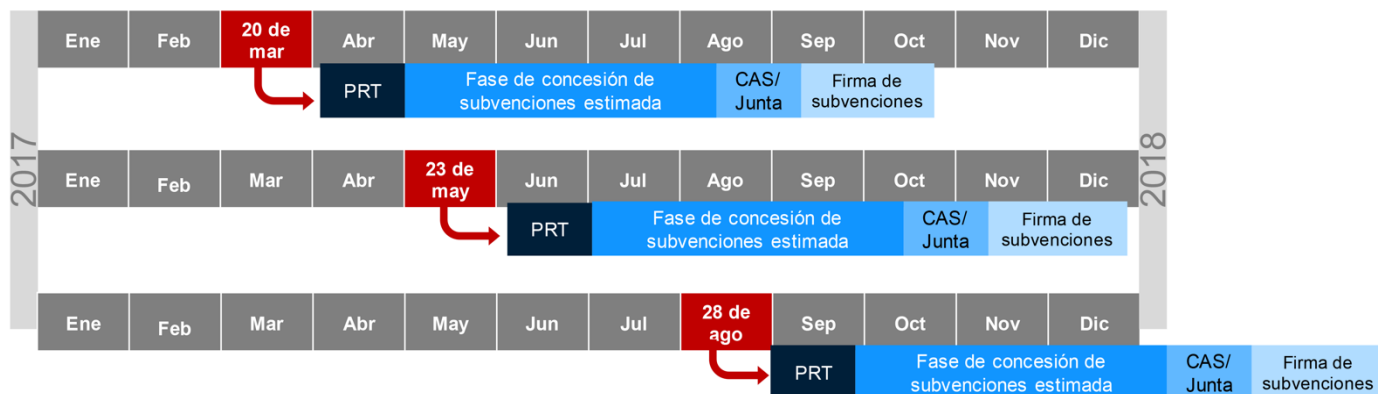 2017
Ene Feb 20 de mar Abr May Jun Jul Ago Sep Oct Nov Dic
PRT Fase de concesión de subvenciones estimada CAS/ Junta Firma de subvenciones
Ene Feb Mar Abr 23 de may Jun Jul Ago Sep Oct Nov Dic
PRT Fase de concesión de subvenciones estimada CAS/ Junta Firma de subvenciones
Ene Feb Mar Abr May Jun Jul 28 de ago Sep Oct Nov Dic
PRT Fase de concesión de subvenciones estimada CAS/ Junta Firma de subvenciones
2018